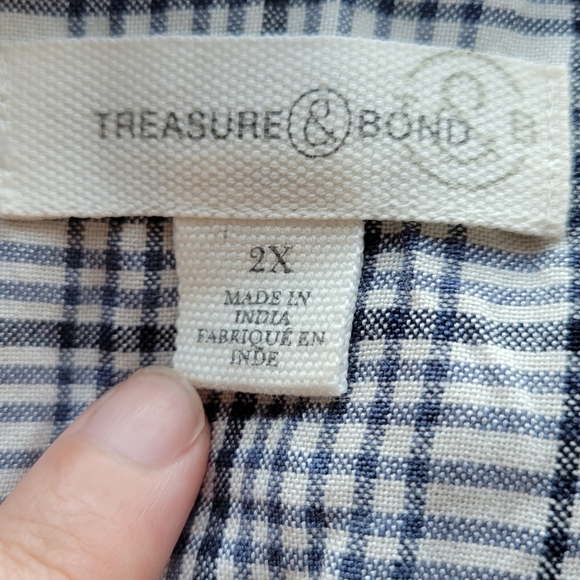 TREASURE & BOND
2X
MADE IN
INDIA
FABRIQUÉ EN
INDE